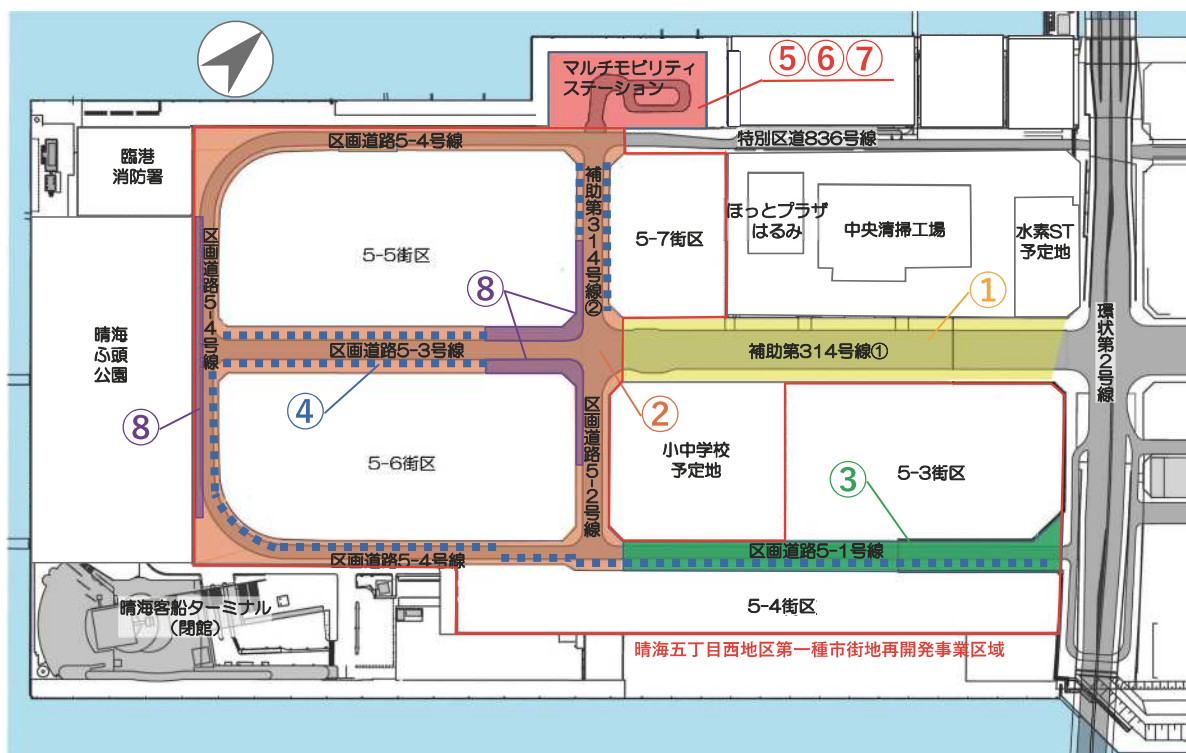 マルチモビリティ
ステーション
⑤⑥⑦
区画道路5-4号線
特別区道836号線
臨港
消防署
補助第314号線②
ほっとプラザ
はるみ
中央清掃工場
水素ST
予定地
5-7街区
5-5街区
区画道路5-4号線
⑧
①
環状第2号線
晴海
ふ頭
公園
区画道路5-3号線
補助第314号線①
④
②
⑧
区画道路5-2号線
小中学校
予定地
5-6街区
5-3街区
③
区画道路5-4号線
区画道路5-1号線
晴海客船ターミナル
（閉館）
5-4街区
晴海五丁目西地区第一種市街地再開発事業区域